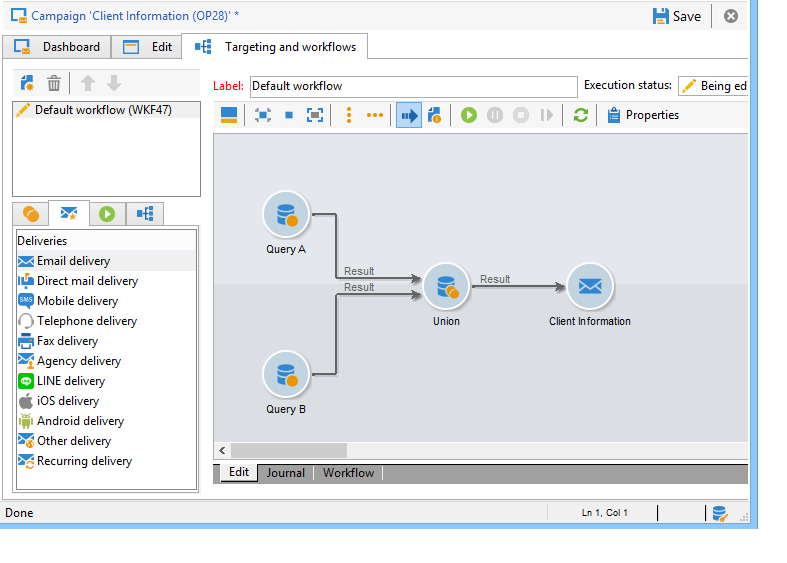 Campaign 'Client Information (OP28)' *
Save
Dashboard
Edit
Targeting and workflows
Label: Default workflow
Execution status: Being ed
Default workflow (WKF47)
Properties
Deliveries
Email delivery
Direct mail delivery
SMS Mobile delivery
Telephone delivery
Fax delivery
Agency delivery
LINE delivery
iOS delivery
Android delivery
Other delivery
Recurring delivery
Query A
Result
Result
Result
Union
Client Information
Query B
Edit
Journal
Workflow
Done
Ln 1, Col 1